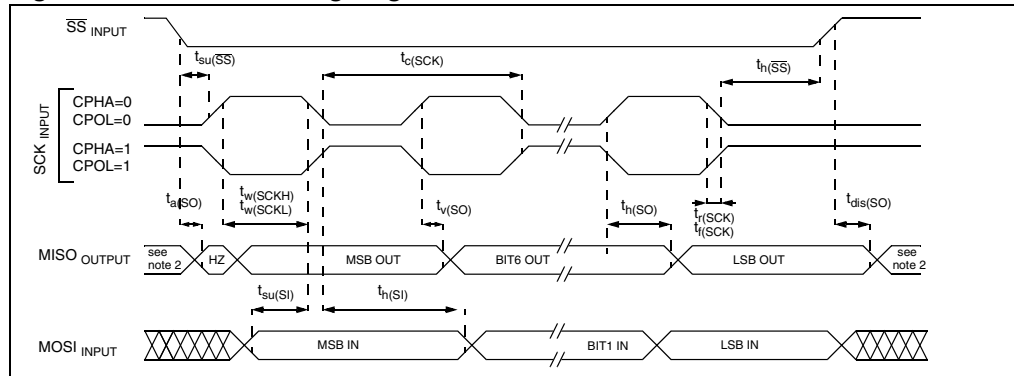 SS INPUT
tsu(SS)
tc(SCK)
th(SS)
SCK INPUT
CPHA=0
CPOL=0
CPHA=1
CPOL=1
ta(SO)
tw(SCKH)
tw(SCKL)
tv(SO)
th(SO)
tr(SCK)
tf(SCK)
tdis(SO)
MISO OUTPUT
see note 2
HZ
MSB OUT
BIT6 OUT
LSB OUT
see note 2
tsu(SI)
th(SI)
MOSI INPUT
MSB IN
BIT1 IN
LSB IN